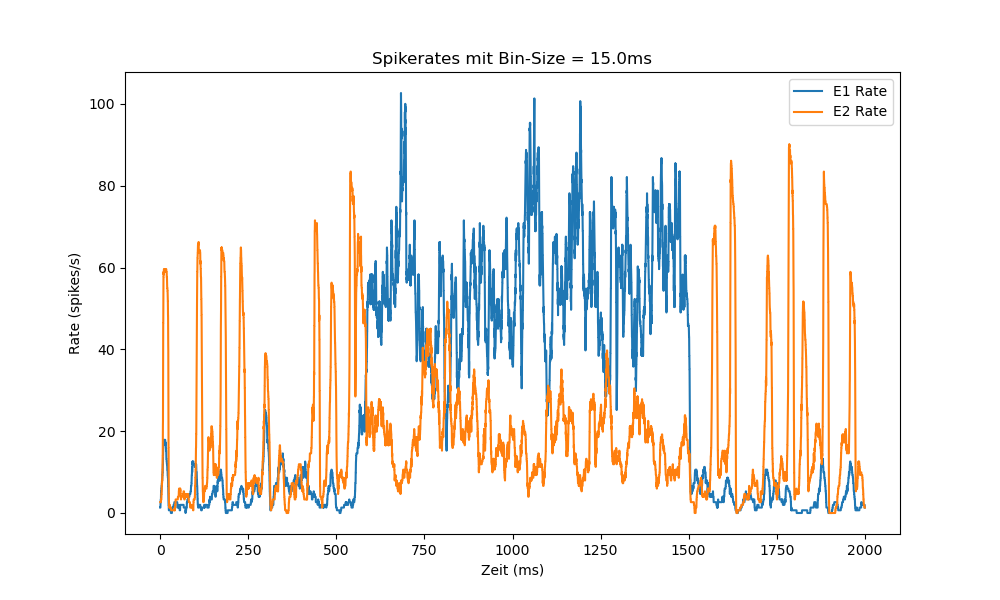 Spikerates mit Bin-Size = 15.0ms
E1 Rate
E2 Rate
100
80
60
40
20
0
Rate (spikes/s)
0 250 500 750 1000 1250 1500 1750 2000
Zeit (ms)